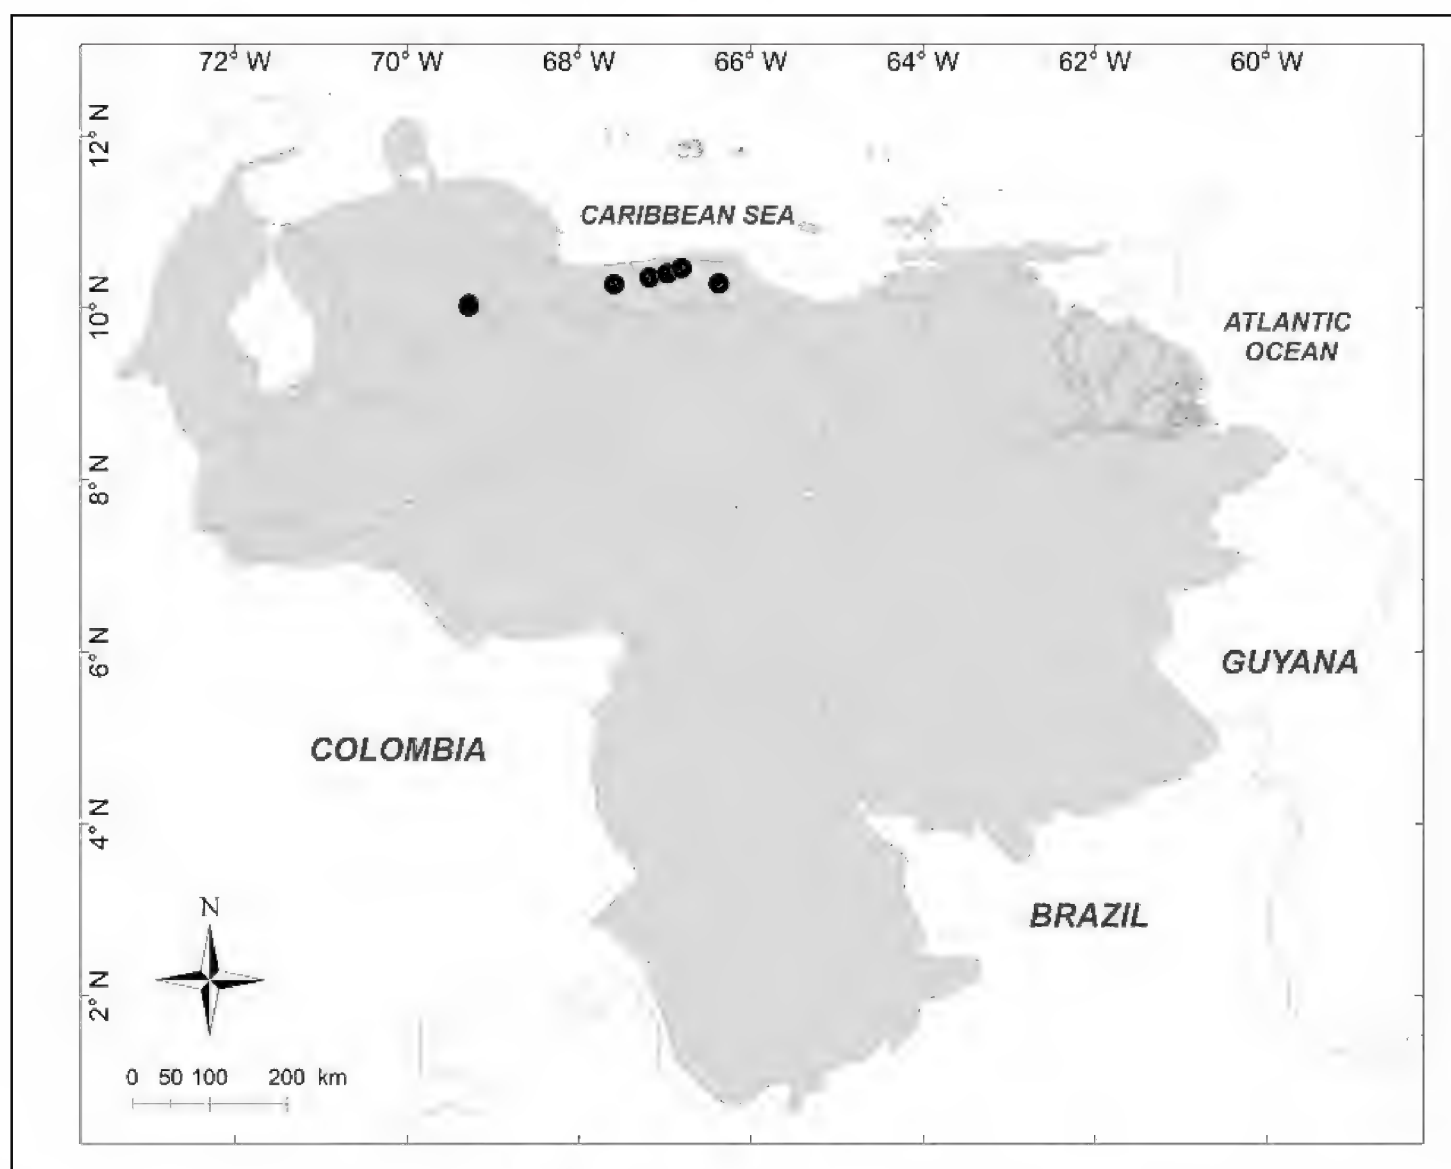 72° W 70° W 68° W 66° W 64° W 62° W 60° W
12° N
CARIBBEAN SEA
10° N
ATLANTIC
OCEAN
8° N
6° N
GUYANA
COLOMBIA
4° N
N
BRAZIL
2° N
0 50 100 200 km